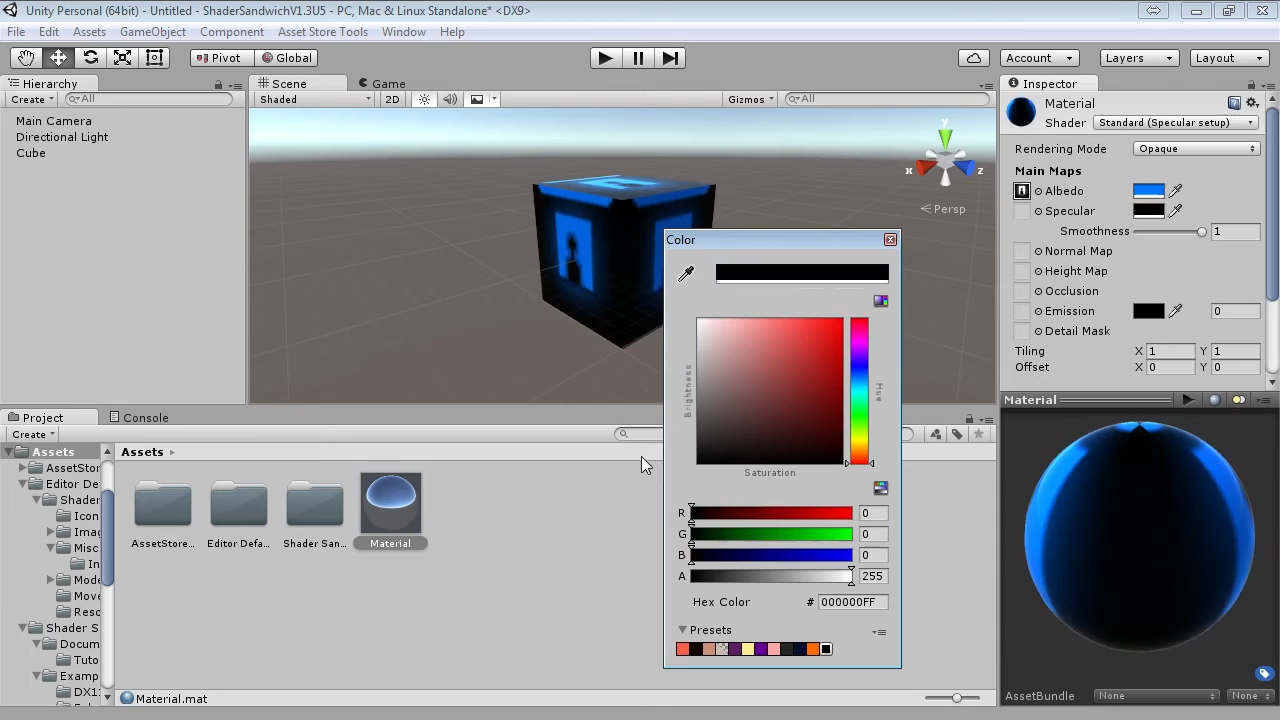 Unity Personal (64bit) - Untitled - ShaderSandwichV1.3U5 - PC, Mac & Linux Standalone* <DX9>
File Edit Assets GameObject Component Asset Store Tools Window Help
Pivot Global Account Layers Layout
Hierarchy
Create All
Main Camera
Directional Light
Cube
Scene Game
Shaded 2D Gizmos All
y
x z
Persp
Inspector
Material
Shader Standard (Specular setup)
Rendering Mode Opaque
Main Maps
Albedo
Specular
Smoothness 1
Normal Map
Height Map
Occlusion
Emission 0
Detail Mask
Tiling X 1 Y 1
Offset X 0 Y 0
Color
Brightness
Hue
Saturation
R 0
G 0
B 0
A 255
Hex Color # 000000FF
Presets
Project Console
Create
Assets
AssetStor
Editor De
Shader
Icon
Imag
Misc
In
Mode
Move
Reso
Shader S
Docum
Tuto
Examp
DX1
Assets
AssetStore...
Editor Defa...
Shader San...
Material
Material.mat
Material
AssetBundle None None